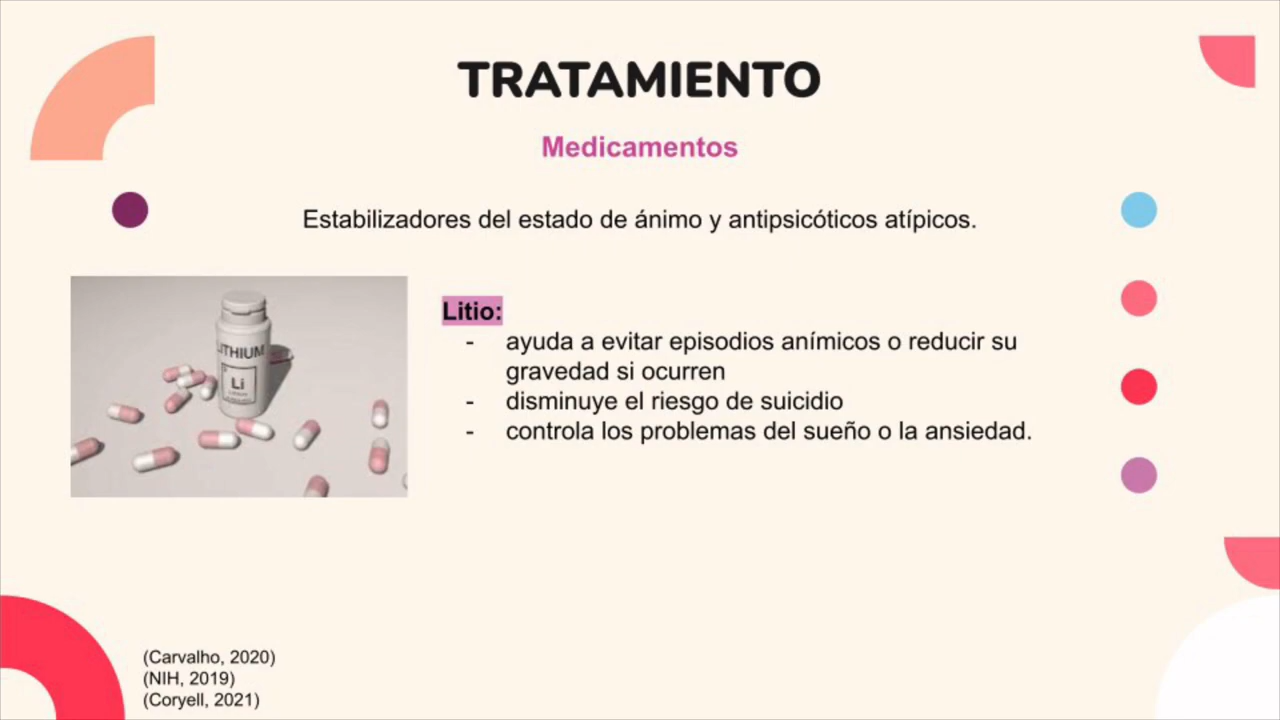 TRATAMIENTO
Medicamentos
Estabilizadores del estado de ánimo y antipsicóticos atípicos.
LITHIUM
Li
Litio:
- ayuda a evitar episodios anímicos o reducir su
gravedad si ocurren
- disminuye el riesgo de suicidio
- controla los problemas del sueño o la ansiedad.
(Carvalho, 2020)
(NIH, 2019)
(Coryell, 2021)